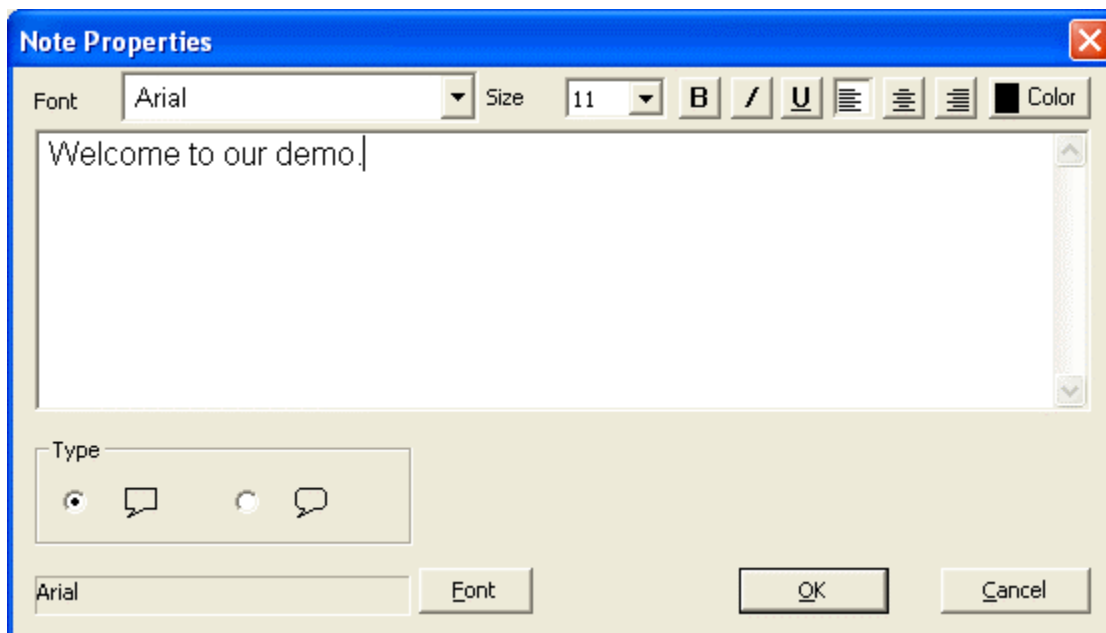 Note Properties
Font Arial Size 11 B I U Color
Welcome to our demo.
Type
Arial Font OK Cancel